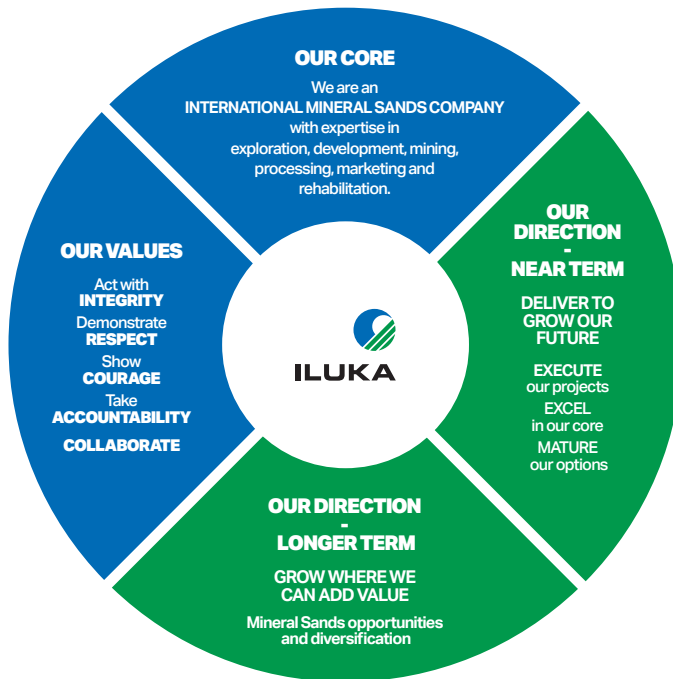 OUR CORE
We are an
INTERNATIONAL MINERAL SANDS COMPANY
with expertise in
exploration, development, mining,
processing, marketing and
rehabilitation.
OUR
DIRECTION
-
NEAR TERM
DELIVER TO
GROW OUR
FUTURE
EXECUTE
our projects
EXCEL
in our core
MATURE
our options
OUR DIRECTION
-
LONGER TERM
GROW WHERE WE
CAN ADD VALUE
Mineral Sands opportunities
and diversification
OUR VALUES
Act with
INTEGRITY
Demonstrate
RESPECT
Show
COURAGE
Take
ACCOUNTABILITY
COLLABORATE
ILUKA